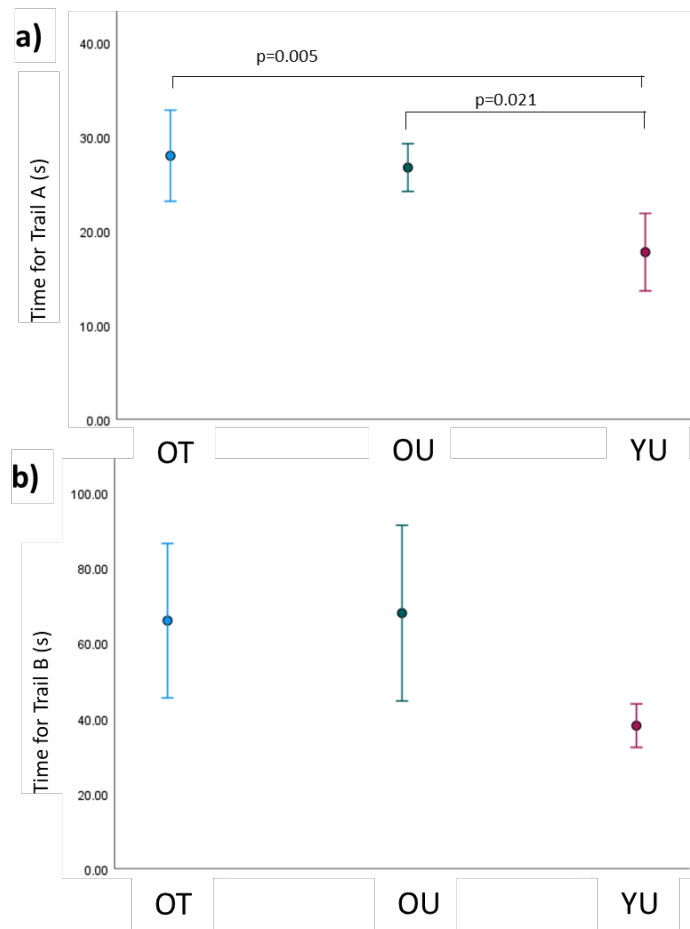 a)
40.00
p=0.005
p=0.021
30.00
20.00
10.00
0.00
Time for Trail A (s)
OT OU YU
b)
100.00
80.00
60.00
40.00
20.00
0.00
Time for Trail B (s)
OT OU YU